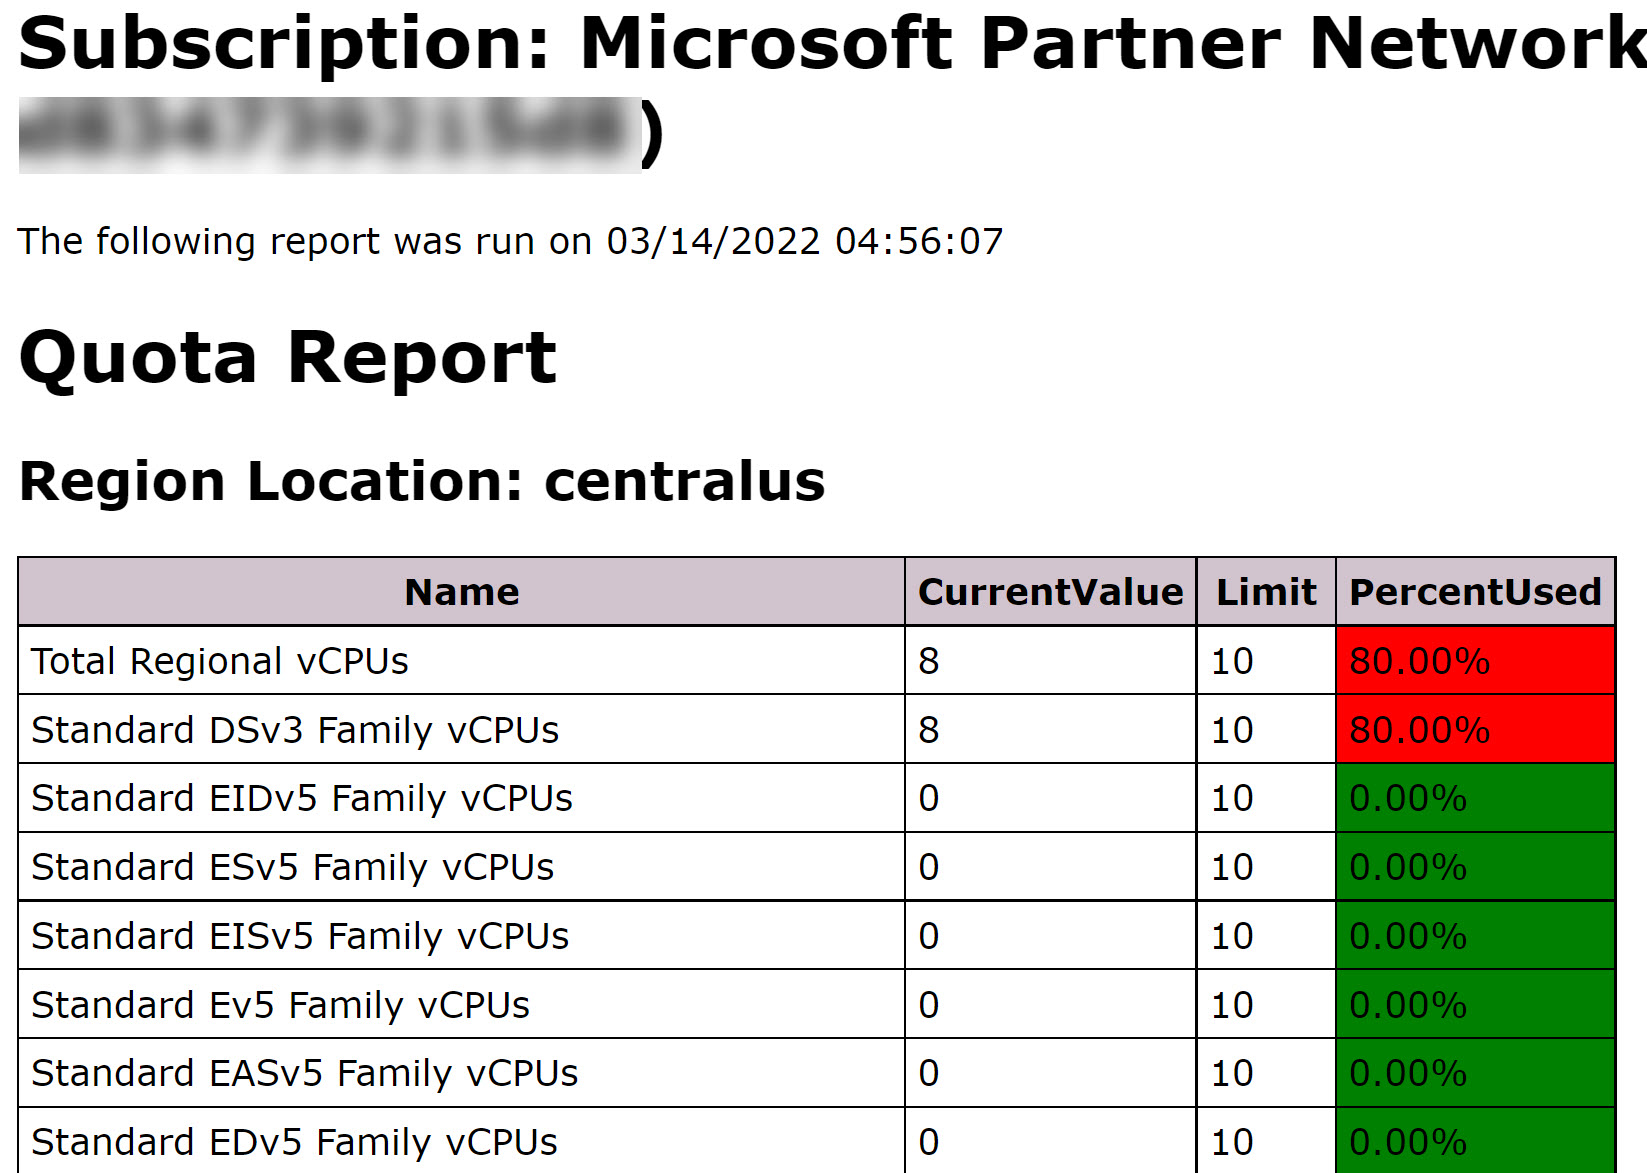 Subscription: Microsoft Partner Network
)
The following report was run on 03/14/2022 04:56:07
Quota Report
Region Location: centralus
Name CurrentValue Limit PercentUsed
Total Regional vCPUs 8 10 80.00%
Standard DSv3 Family vCPUs 8 10 80.00%
Standard EIDv5 Family vCPUs 0 10 0.00%
Standard ESv5 Family vCPUs 0 10 0.00%
Standard EISv5 Family vCPUs 0 10 0.00%
Standard Ev5 Family vCPUs 0 10 0.00%
Standard EASv5 Family vCPUs 0 10 0.00%
Standard EDv5 Family vCPUs 0 10 0.00%